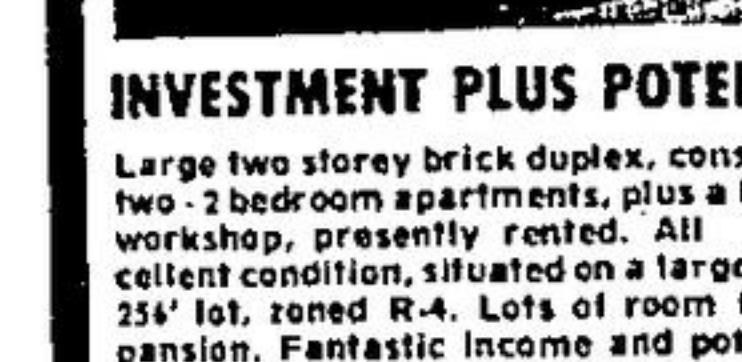 INVESTMENT PLUS POTE
Large two storey brick duplex, cons
two - 2 bedroom apartments, plus a
workshop, presently rented. All
cellent condition, situated on a large
256' lot, zoned R-4. Lots of room
pansion. Fantastic income and pot